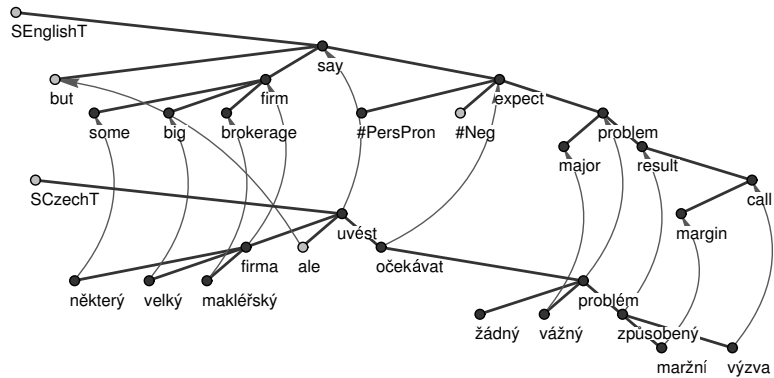 SEnglishT
say
but firm expect
some big brokerage #PersPron #Neg problem
major result
SCzechT call
uvést margin
firma ale očekávat
některý velký makléřský problém
žádný vážný způsobený
maržní výzva